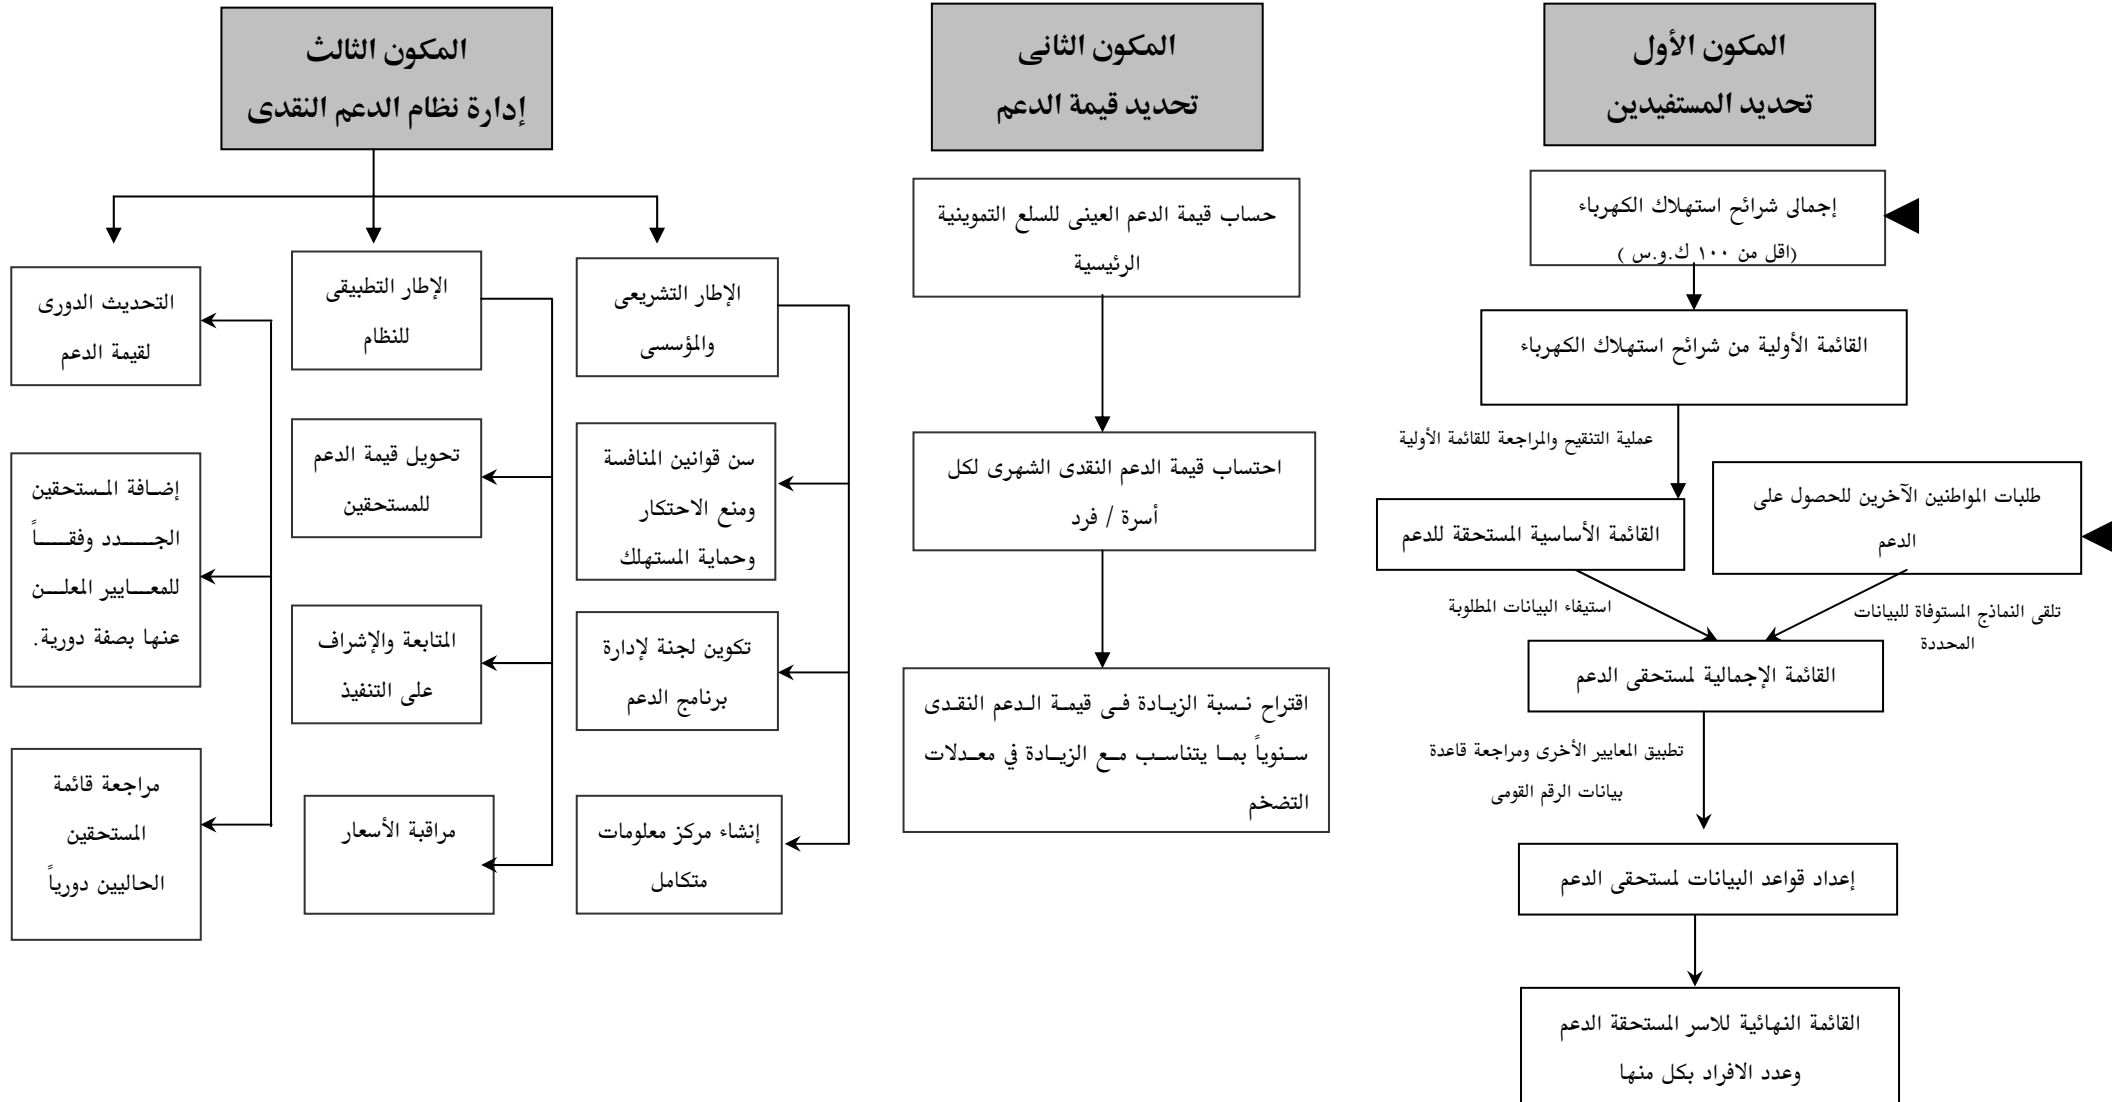 المكون الأول
تحديد المستفيدين
إجمالى شرائح استهلاك الكهرباء
(اقل من ١٠٠ ك.و.س )
القائمة الأولية من شرائح استهلاك الكهرباء
عملية التنقيح والمراجعة للقائمة الأولية
طلبات المواطنين الآخرين للحصول على
الدعم
القائمة الأساسية المستحقة للدعم
تلقى النماذج المستوفاة للبيانات
المحددة
استيفاء البيانات المطلوبة
القائمة الإجمالية لمستحقى الدعم
تطبيق المعايير الأخرى ومراجعة قاعدة
بيانات الرقم القومى
إعداد قواعد البيانات لمستحقى الدعم
القائمة النهائية للاسر المستحقة الدعم
وعدد الافراد بكل منها
المكون الثانى
تحديد قيمة الدعم
حساب قيمة الدعم العينى للسلع التموينية
الرئيسية
احتساب قيمة الدعم النقدى الشهرى لكل
أسرة / فرد
اقتراح نسبة الزيادة فى قيمة الدعم النقدى
سنوياً بما يتناسب مع الزيادة في معدلات
التضخم
المكون الثالث
إدارة نظام الدعم النقدى
الإطار التشريعى
والمؤسسى
سن قوانين المنافسة
ومنع الاحتكار
وحماية المستهلك
تكوين لجنة لإدارة
برنامج الدعم
إنشاء مركز معلومات
متكامل
الإطار التطبيقى
للنظام
تحويل قيمة الدعم
للمستحقين
المتابعة والإشراف
على التنفيذ
مراقبة الأسعار
التحديث الدورى
لقيمة الدعم
إضافة المستحقين
الجدد وفقاً
للمعايير المعلن
عنها بصفة دورية.
مراجعة قائمة
المستحقين
الحاليين دورياً